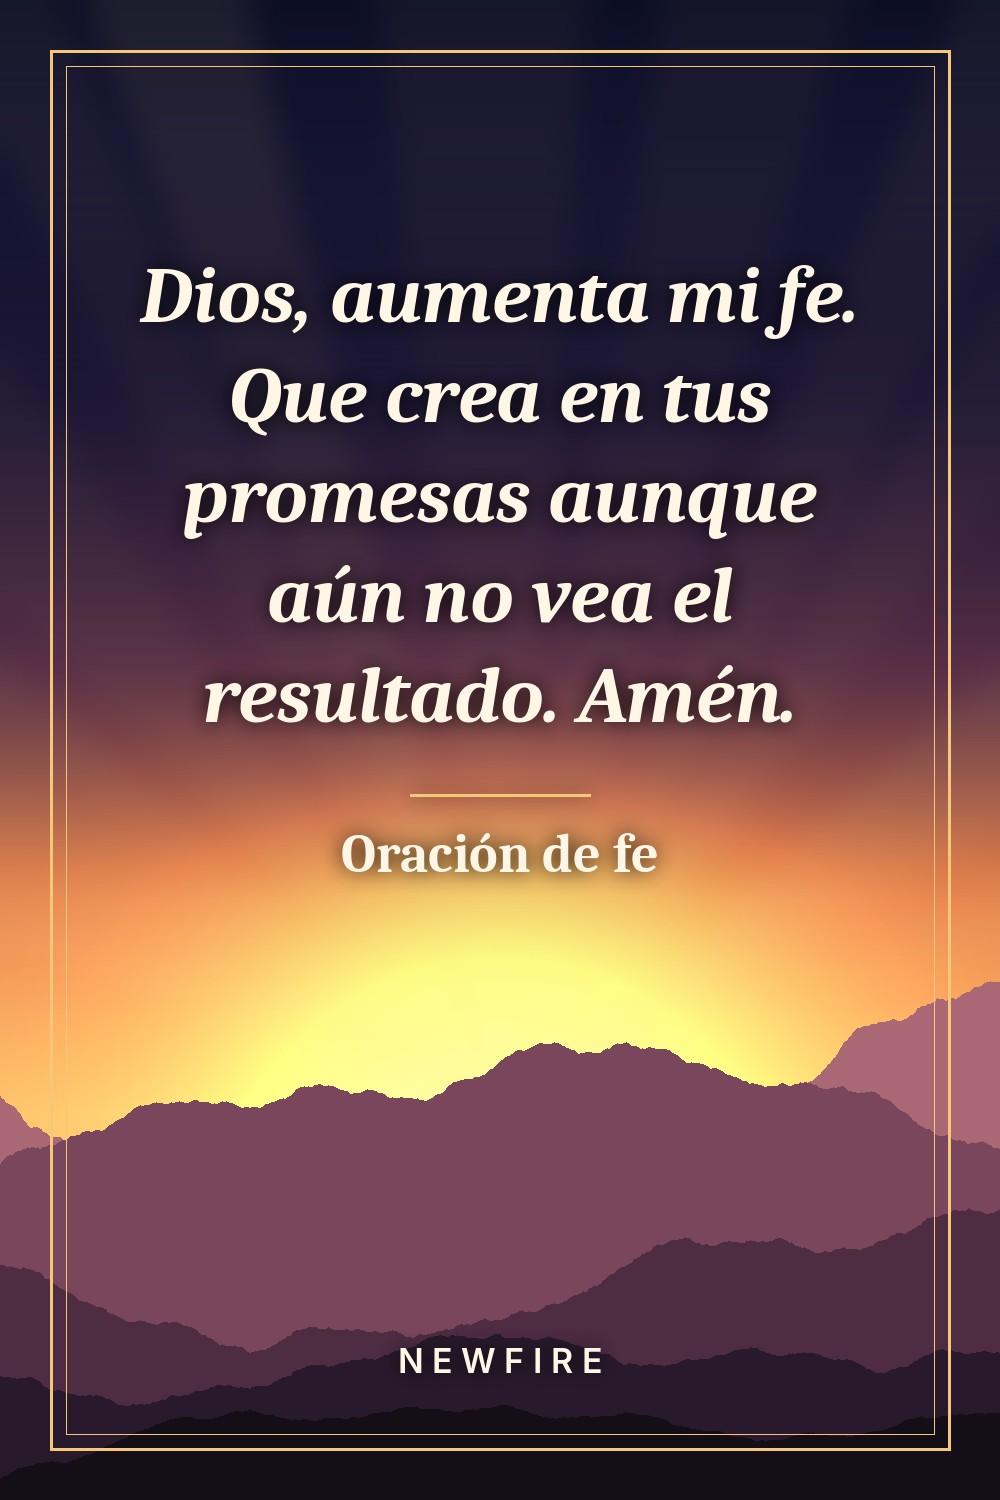 Dios, aumenta mi fe.
Que crea en tus
promesas aunque
aún no vea el
resultado. Amén.
Oración de fe
NEWFIRE